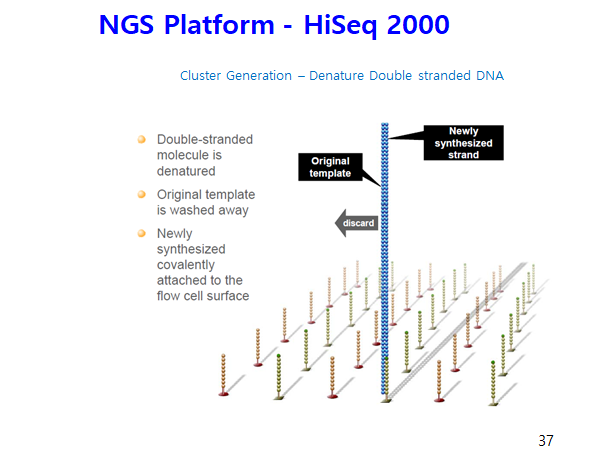 NGS Platform - HiSeq 2000
Cluster Generation – Denature Double stranded DNA
Double-stranded
molecule is
denatured
Original template
is washed away
Newly
synthesized
covalently
attached to the
flow cell surface
Newly
synthesized
strand
Original
template
discard
37